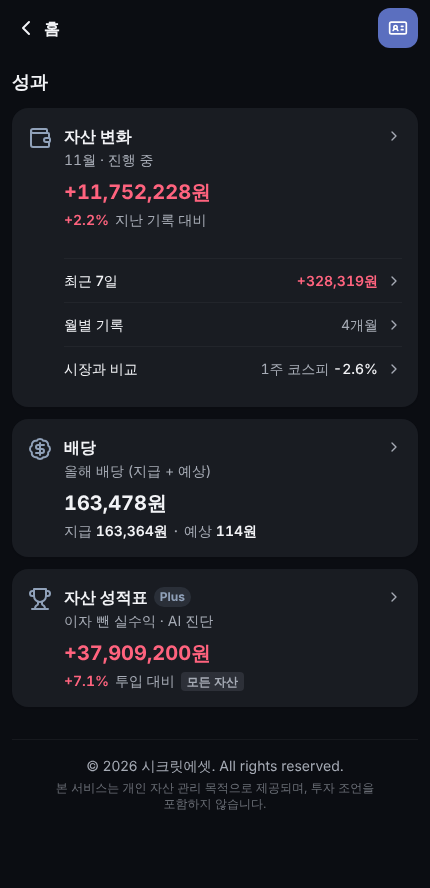 홈
성과
자산 변화
11월 · 진행 중
+11,752,228원
+2.2% 지난 기록 대비
최근 7일 +328,319원
월별 기록 4개월
시장과 비교 1주 코스피 -2.6%
배당
올해 배당 (지급 + 예상)
163,478원
지급 163,364원 · 예상 114원
자산 성적표 Plus
이자 뺀 실수익 · AI 진단
+37,909,200원
+7.1% 투입 대비 모든 자산
© 2026 시크릿에셋. All rights reserved.
본 서비스는 개인 자산 관리 목적으로 제공되며, 투자 조언을
포함하지 않습니다.